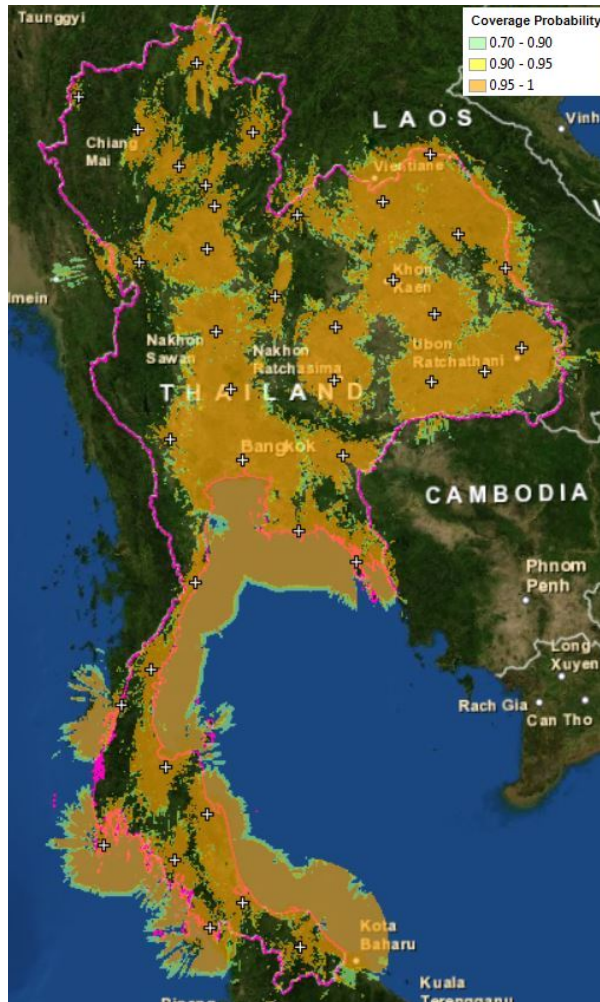 Taunggyi
Coverage Probability
0.70 - 0.90
0.90 - 0.95
0.95 - 1
LAOS
Vinh
Chiang
Mai
Vientiane
Khon
Kaen
lmein
Nakhon
Sawan
Nakhon
Ratchasima
Ubon
Ratchathani
THAILAND
Bangkok
CAMBODIA
Phnom
Penh
Long
Xuyen
Rach Gia
Can Tho
Kota
Baharu
Kuala
Terengganu